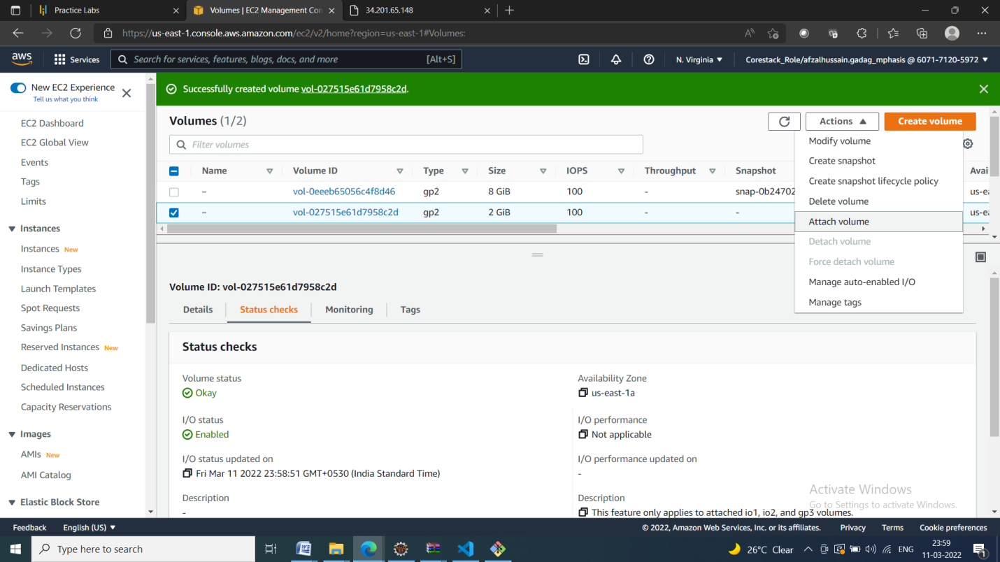 Practice Labs
Volumes | EC2 Management Con
34.201.65.148
https://us-east-1.console.aws.amazon.com/ec2/v2/home?region=us-east-1#Volumes:
aws
Services
Search for services, features, blogs, docs, and more
[Alt+S]
N. Virginia
Corestack_Role/afzalhussain.gadag_mphasis @ 6071-7120-5972
New EC2 Experience
Tell us what you think
EC2 Dashboard
EC2 Global View
Events
Tags
Limits
Instances
Instances New
Instance Types
Launch Templates
Spot Requests
Savings Plans
Reserved Instances New
Dedicated Hosts
Scheduled Instances
Capacity Reservations
Images
AMIs New
AMI Catalog
Elastic Block Store
Successfully created volume vol-027515e61d7958c2d.
Volumes (1/2)
Actions
Create volume
Filter volumes
Name Volume ID Type Size IOPS Throughput Snapshot Avai
– vol-0eeeb65056c4f8d46 gp2 8 GiB 100 - snap-0b24702 us-ea
– vol-027515e61d7958c2d gp2 2 GiB 100 - - us-ea
Modify volume
Create snapshot
Create snapshot lifecycle policy
Delete volume
Attach volume
Detach volume
Force detach volume
Manage auto-enabled I/O
Manage tags
Volume ID: vol-027515e61d7958c2d
Details
Status checks
Monitoring
Tags
Status checks
Volume status
Okay
Availability Zone
us-east-1a
I/O status
Enabled
I/O performance
Not applicable
I/O status updated on
Fri Mar 11 2022 23:58:51 GMT+0530 (India Standard Time)
I/O performance updated on
-
Description
-
Description
This feature only applies to attached io1, io2, and gp3 volumes.
Activate Windows
Go to Settings to activate Windows.
Feedback
English (US)
© 2022, Amazon Web Services, Inc. or its affiliates.
Privacy
Terms
Cookie preferences
Type here to search
26°C Clear
ENG
23:59
11-03-2022
1